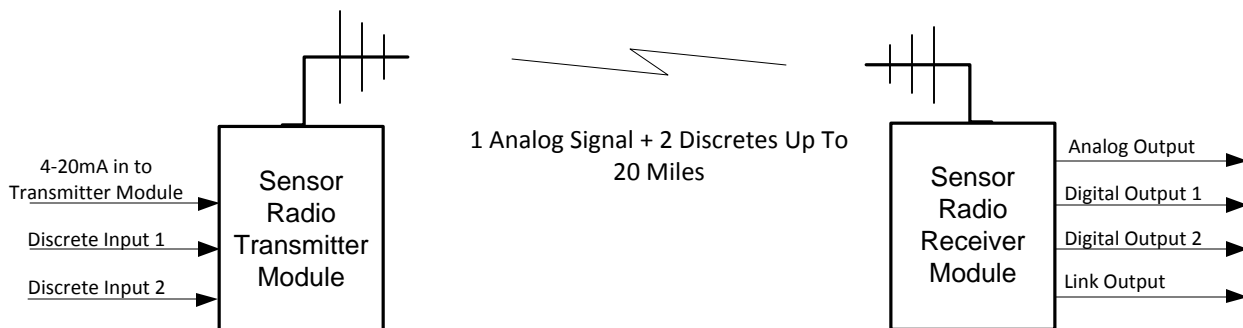 4-20mA in to
Transmitter Module
Discrete Input 1
Discrete Input 2
Sensor
Radio
Transmitter
Module
1 Analog Signal + 2 Discretes Up To
20 Miles
Sensor
Radio
Receiver
Module
Analog Output
Digital Output 1
Digital Output 2
Link Output